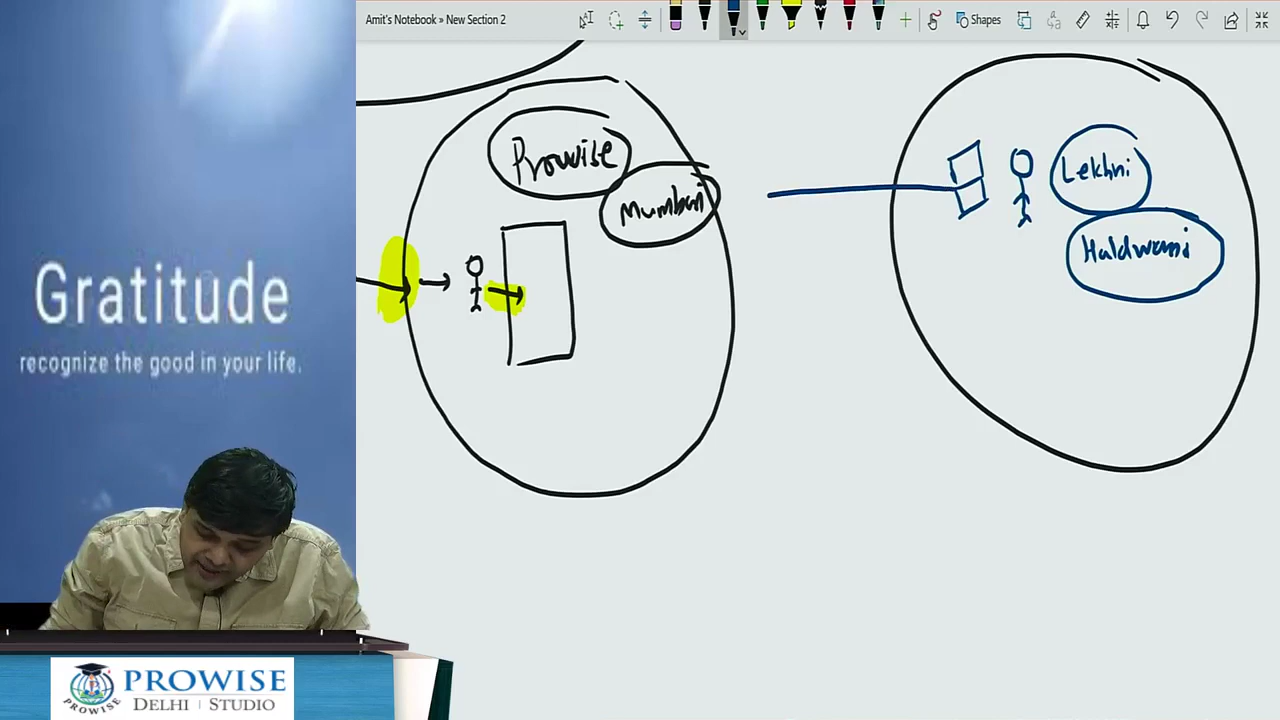 Amit's Notebook » New Section 2
Shapes
Prowise
Mumbai
Lekhni
Haldwani
Gratitude
recognize the good in your life.
PROWISE
PROWISE
DELHI | STUDIO